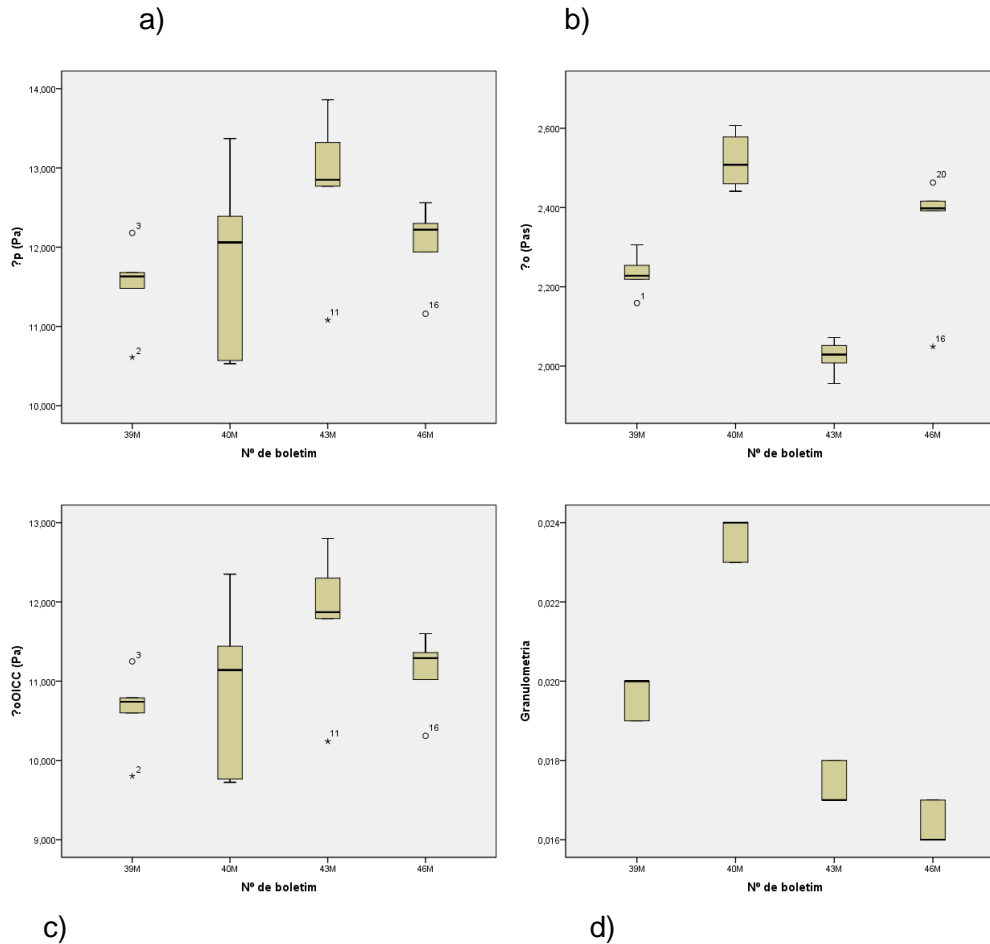 a)
b)
14,000
13,000
12,000
11,000
10,000
?p (Pa)
3
2
11
16
39M 40M 43M 46M
Nº de boletim
2,600
2,400
2,200
2,000
?o (Pas)
1
20
16
39M 40M 43M 46M
Nº de boletim
13,000
12,000
11,000
10,000
9,000
?oOICC (Pa)
3
2
11
16
39M 40M 43M 46M
Nº de boletim
0,024
0,022
0,020
0,018
0,016
Granulometria
39M 40M 43M 46M
Nº de boletim
c)
d)